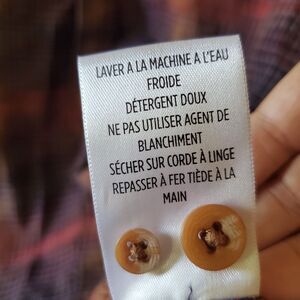 LAVER A LA MACHINE A L'EAU
FROIDE
DÉTERGENT DOUX
NE PAS UTILISER AGENT DE
BLANCHIMENT
SÉCHER SUR CORDE À LINGE
REPASSER À FER TIÈDE À LA
MAIN